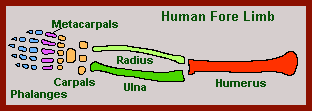 Human Fore Limb
Metacarpals
Radius
Carpals
Ulna
Humerus
Phalanges